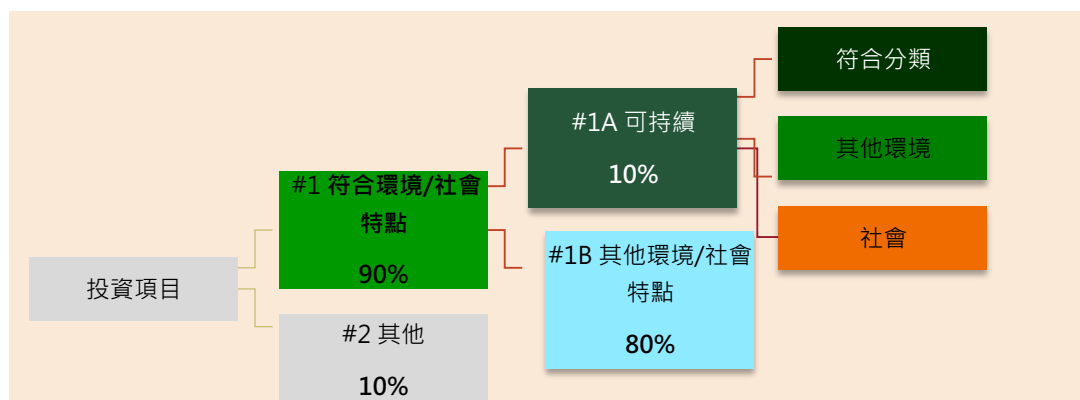 投資項目
#1 符合環境/社會
特點
90%
#2 其他
10%
#1A 可持續
10%
#1B 其他環境/社會
特點
80%
符合分類
其他環境
社會